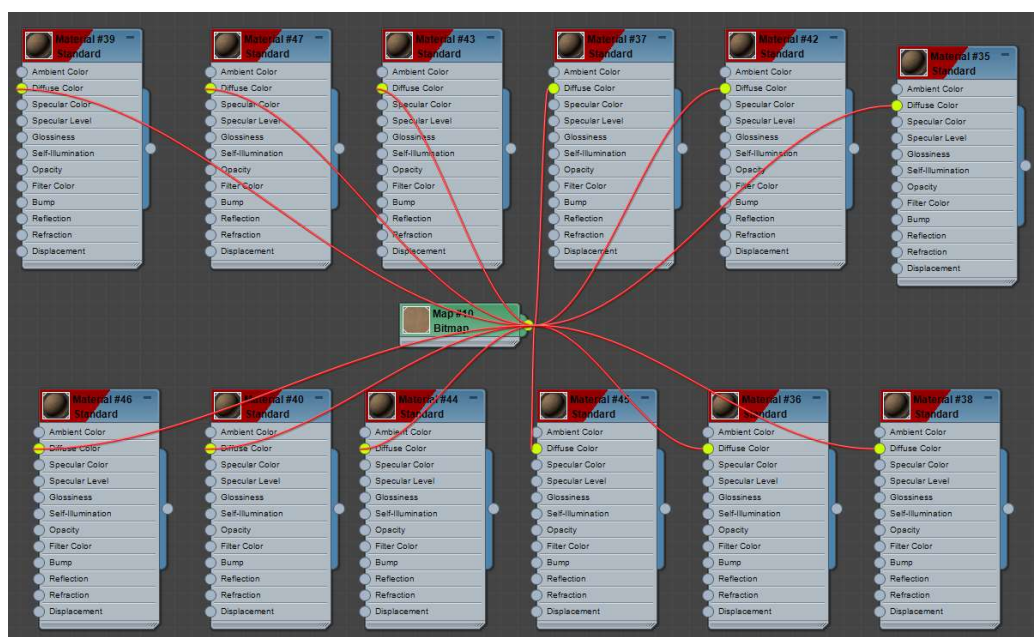 Material #39
Standard
Ambient Color
Diffuse Color
Specular Color
Specular Level
Glossiness
Self-Illumination
Opacity
Filter Color
Bump
Reflection
Refraction
Displacement
Material #47
Standard
Ambient Color
Diffuse Color
Specular Color
Specular Level
Glossiness
Self-Illumination
Opacity
Filter Color
Bump
Reflection
Refraction
Displacement
Material #43
Standard
Ambient Color
Diffuse Color
Specular Color
Specular Level
Glossiness
Self-Illumination
Opacity
Filter Color
Bump
Reflection
Refraction
Displacement
Material #37
Standard
Ambient Color
Diffuse Color
Specular Color
Specular Level
Glossiness
Self-Illumination
Opacity
Filter Color
Bump
Reflection
Refraction
Displacement
Material #42
Standard
Ambient Color
Diffuse Color
Specular Color
Specular Level
Glossiness
Self-Illumination
Opacity
Filter Color
Bump
Reflection
Refraction
Displacement
Material #35
Standard
Ambient Color
Diffuse Color
Specular Color
Specular Level
Glossiness
Self-Illumination
Opacity
Filter Color
Bump
Reflection
Refraction
Displacement
Map #10
Bitmap
Material #46
Standard
Ambient Color
Diffuse Color
Specular Color
Specular Level
Glossiness
Self-Illumination
Opacity
Filter Color
Bump
Reflection
Refraction
Displacement
Material #40
Standard
Ambient Color
Diffuse Color
Specular Color
Specular Level
Glossiness
Self-Illumination
Opacity
Filter Color
Bump
Reflection
Refraction
Displacement
Material #44
Standard
Ambient Color
Diffuse Color
Specular Color
Specular Level
Glossiness
Self-Illumination
Opacity
Filter Color
Bump
Reflection
Refraction
Displacement
Material #45
Standard
Ambient Color
Diffuse Color
Specular Color
Specular Level
Glossiness
Self-Illumination
Opacity
Filter Color
Bump
Reflection
Refraction
Displacement
Material #36
Standard
Ambient Color
Diffuse Color
Specular Color
Specular Level
Glossiness
Self-Illumination
Opacity
Filter Color
Bump
Reflection
Refraction
Displacement
Material #38
Standard
Ambient Color
Diffuse Color
Specular Color
Specular Level
Glossiness
Self-Illumination
Opacity
Filter Color
Bump
Reflection
Refraction
Displacement